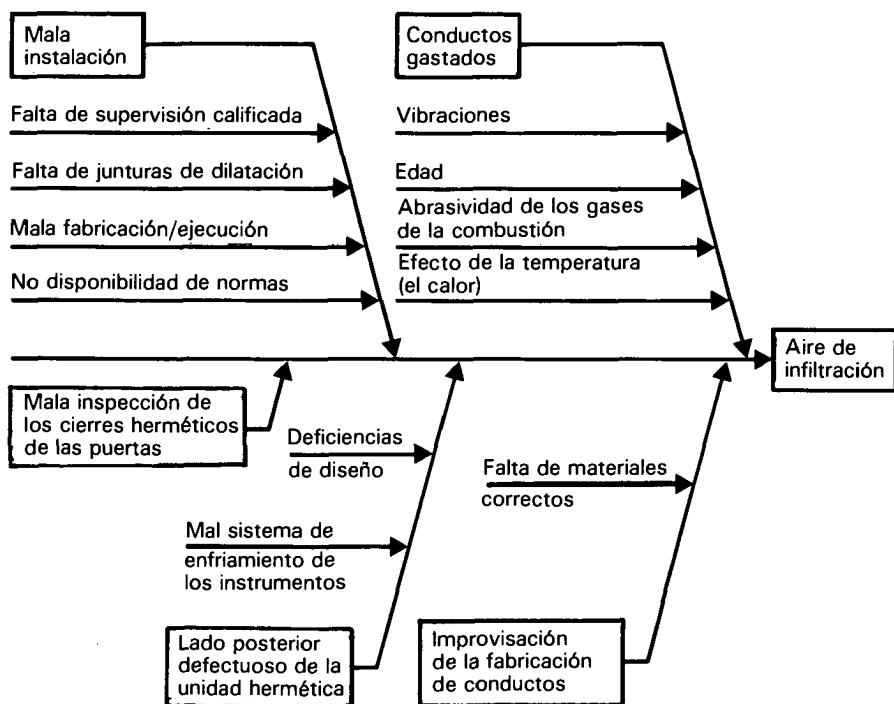 Mala
instalación
Conductos
gastados
Falta de supervisión calificada
Vibraciones
Falta de junturas de dilatación
Edad
Mala fabricación/ejecución
Abrasividad de los gases
de la combustión
No disponibilidad de normas
Efecto de la temperatura
(el calor)
Aire de
infiltración
Mala inspección de
los cierres herméticos
de las puertas
Deficiencias
de diseño
Falta de materiales
correctos
Mal sistema de
enfriamiento de
los instrumentos
Lado posterior
defectuoso de la
unidad hermética
Improvisación
de la fabricación
de conductos